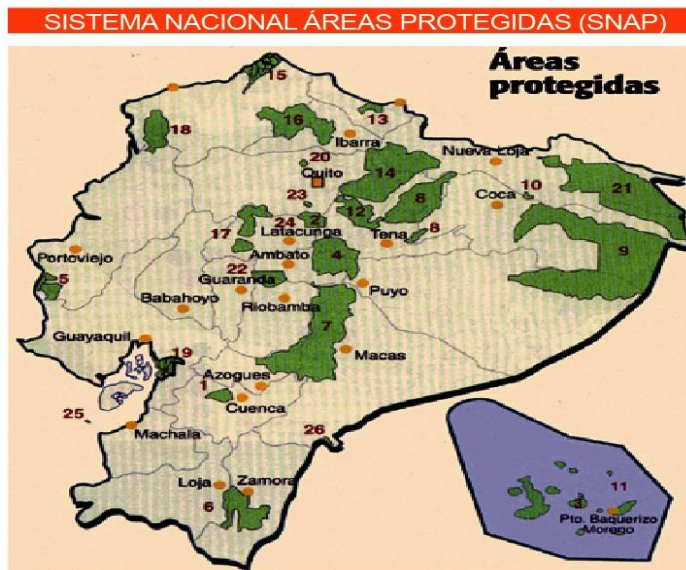 SISTEMA NACIONAL ÁREAS PROTEGIDAS (SNAP)
Áreas
protegidas
15
13
16
18
Ibarra
20
Quito
Nueva Loja
14
23
8
10
Coca
21
12
17
24
2
8
Latacunga
Tena
9
Portoviejo
Ambato
4
5
22
Guaranda
Puyo
Babahoyo
Riobamba
7
Guayaquil
19
Macas
Azogues
1
Cuenca
25
Machala
26
Loja
Zamora
6
11
3
Pto. Baquerizo
Morego